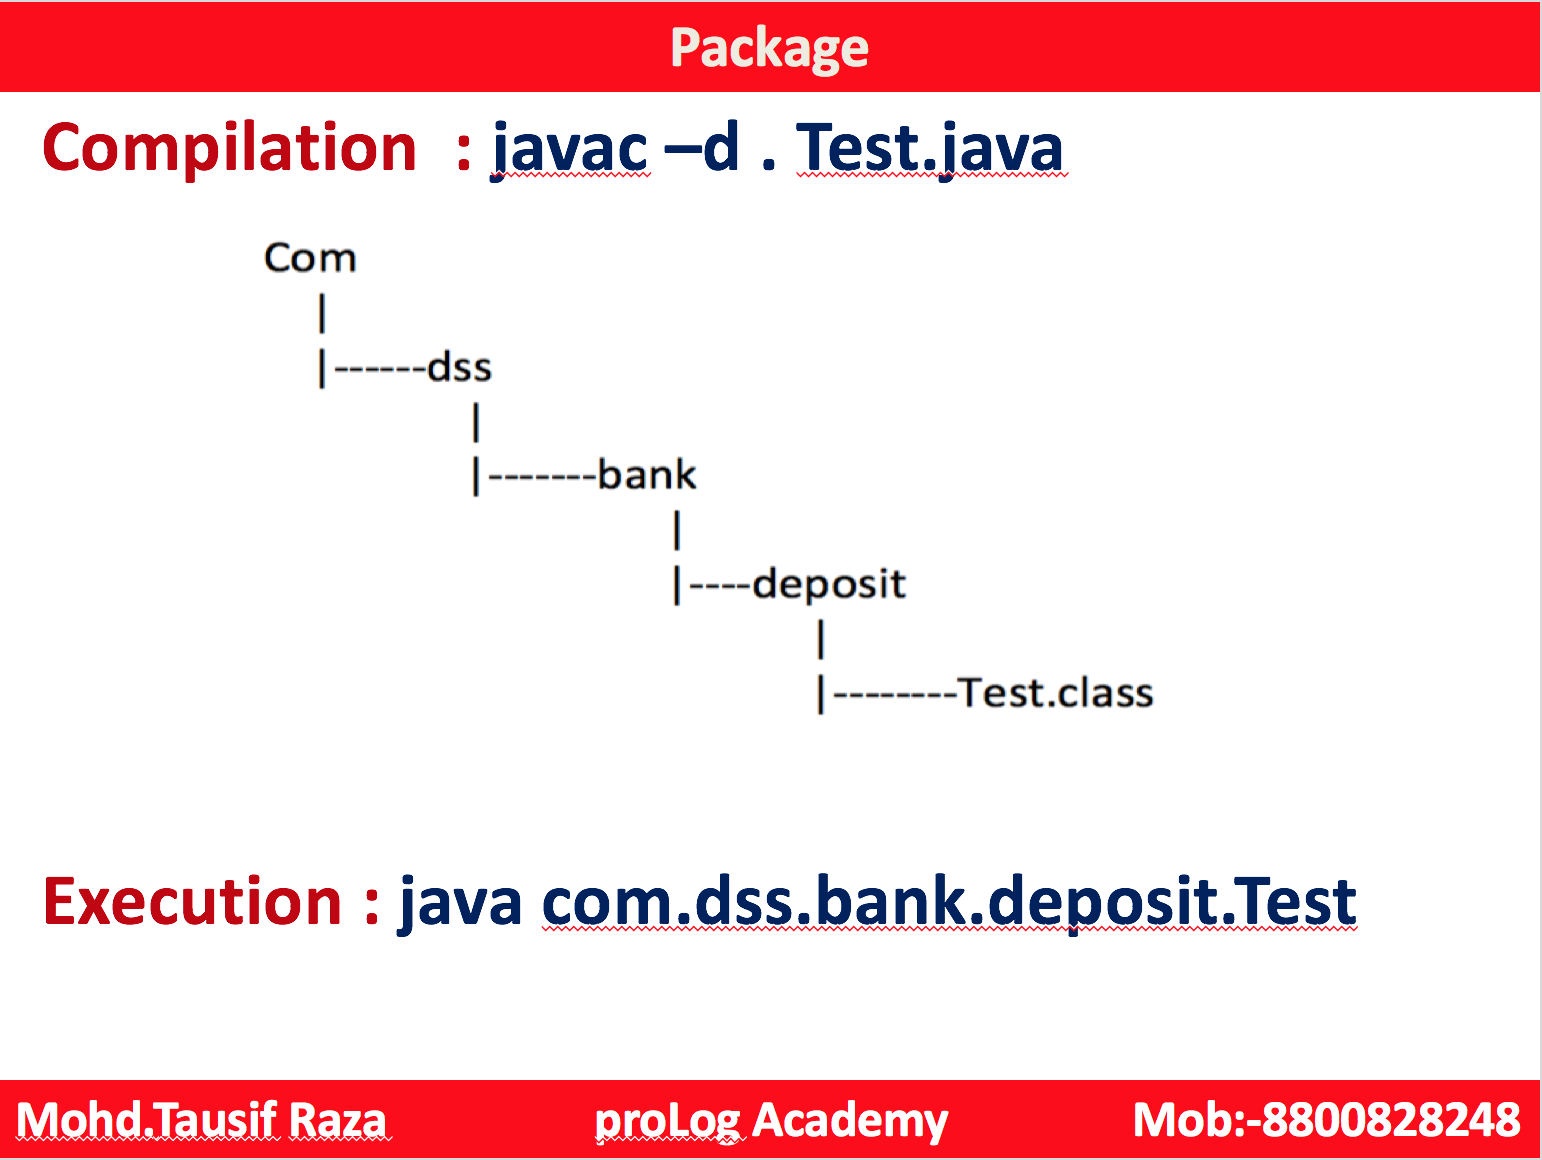 Package
Compilation : javac –d . Test.java
Com
|
|------dss
|
|-------bank
|
|----deposit
|
|--------Test.class
Execution : java com.dss.bank.deposit.Test
Mohd.Tausif Raza proLog Academy Mob:-8800828248